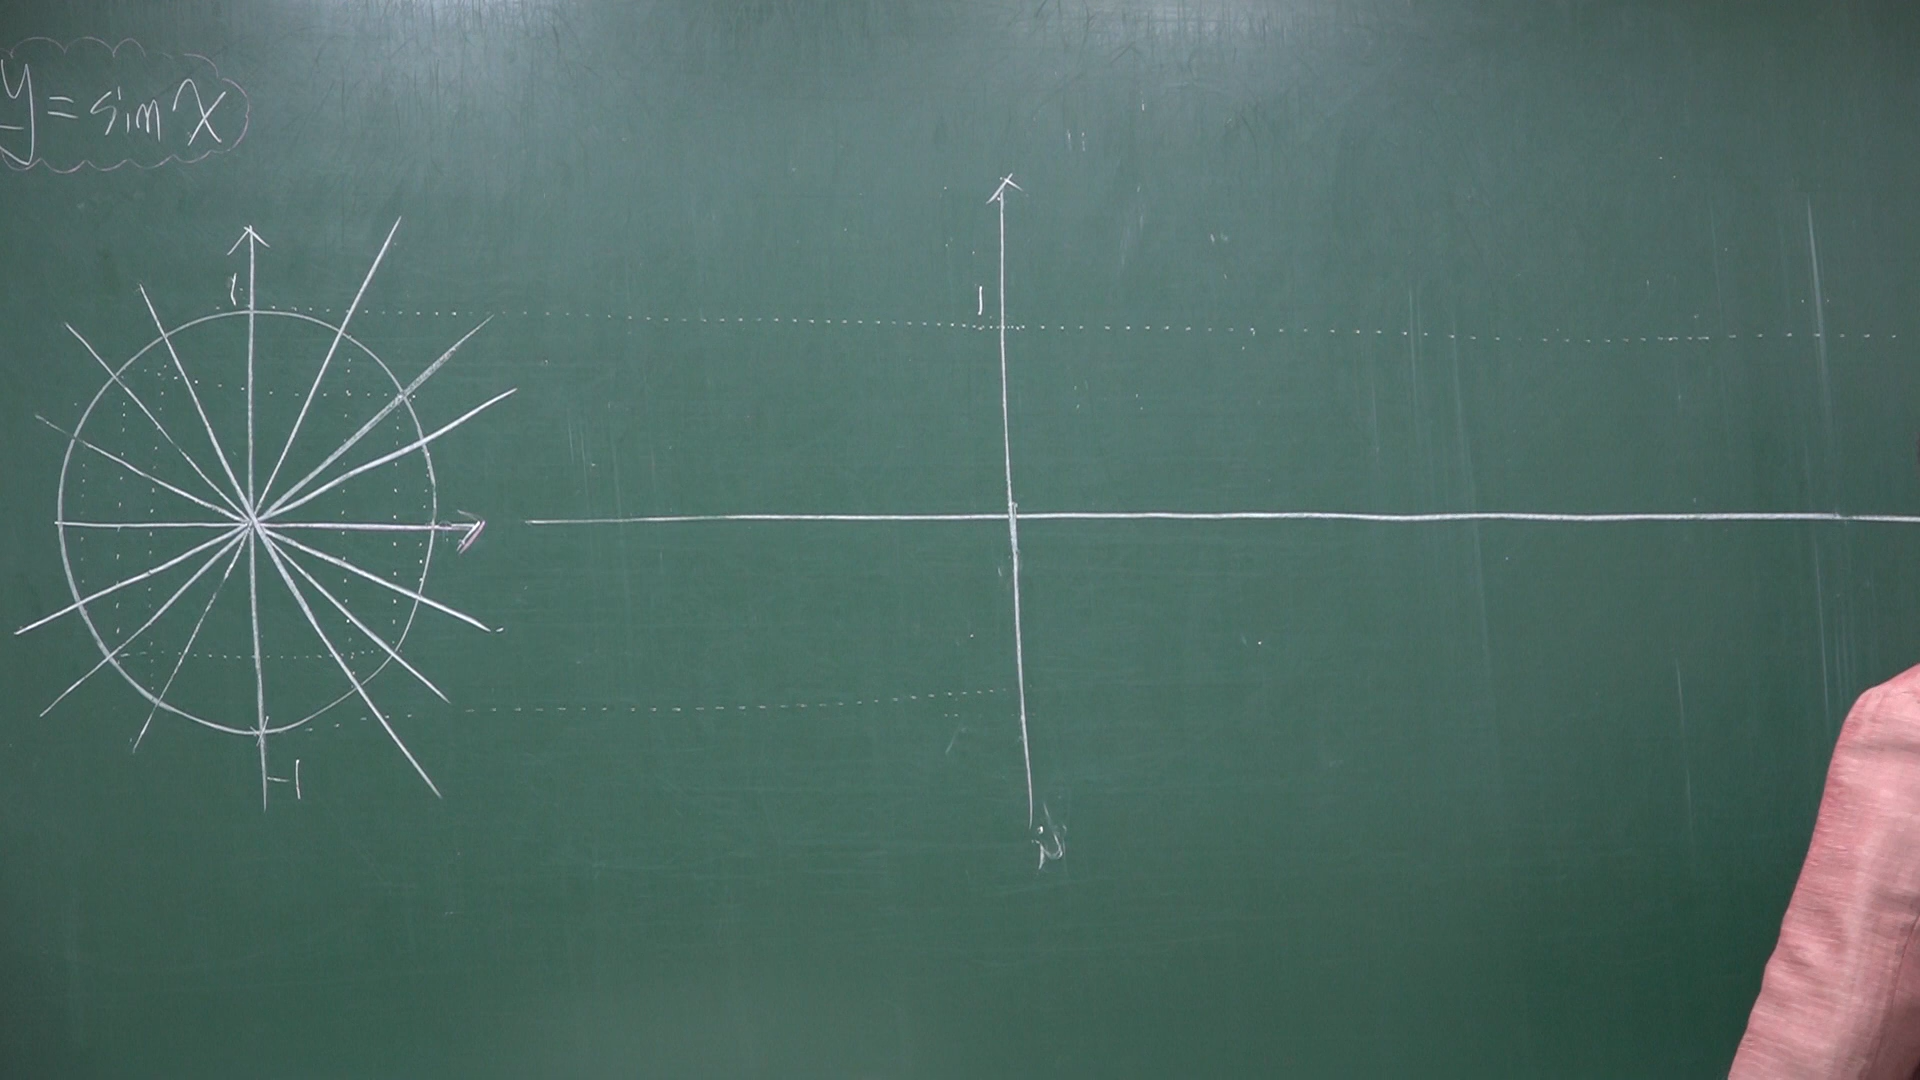 y = sin x
1
1
-1